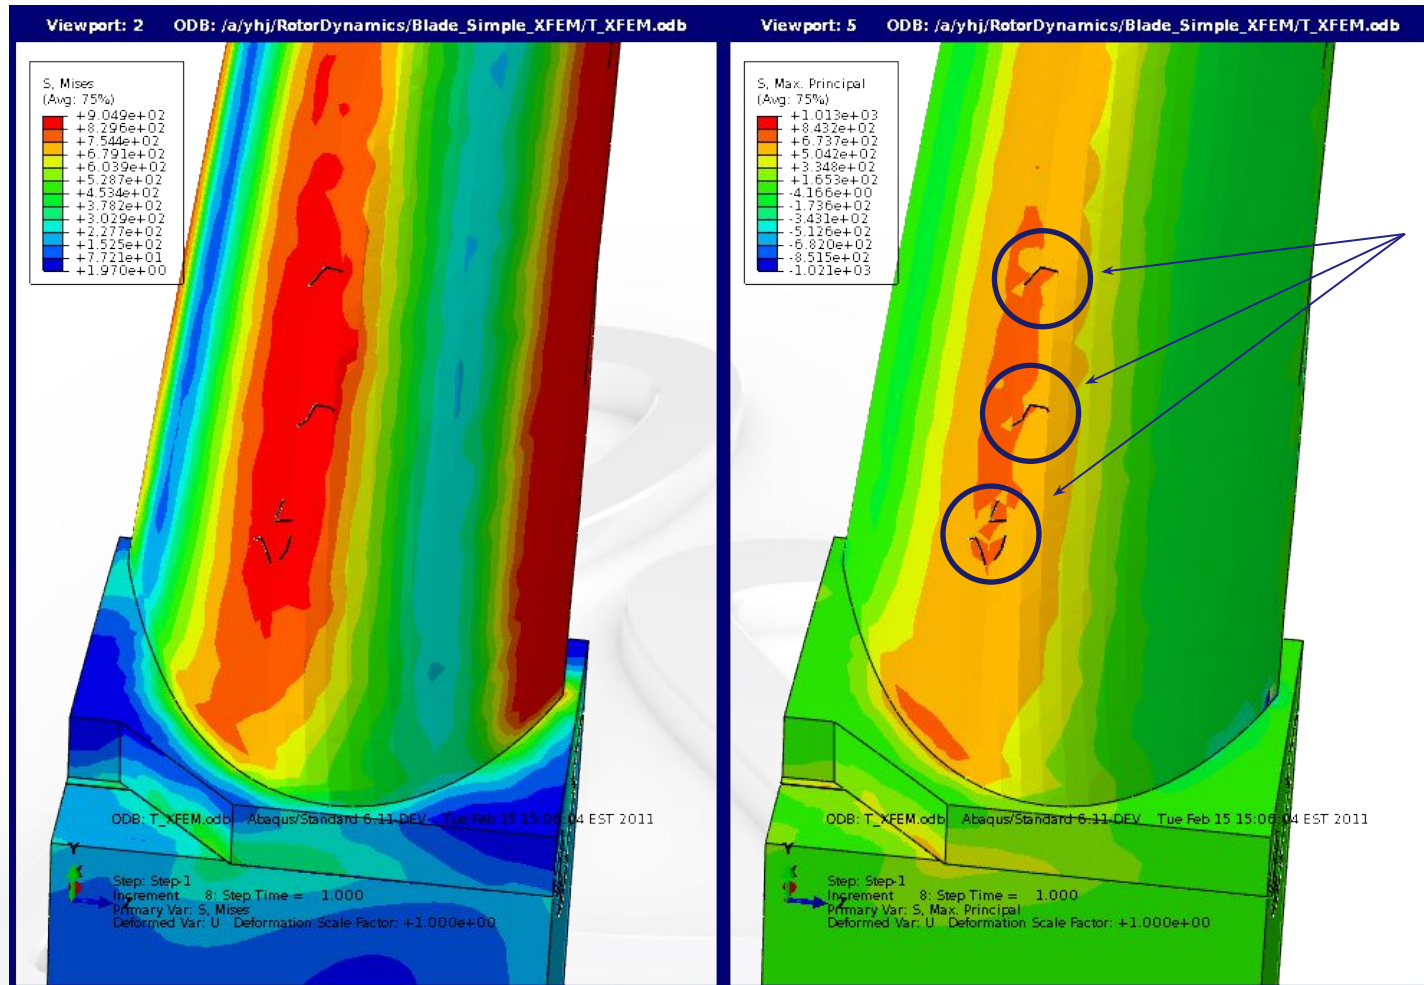 Viewport: 2 ODB: /a/yhj/RotorDynamics/Blade_Simple_XFEM/T_XFEM.odb
S, Mises
(Avg: 75%)
+9.049e+02
+8.296e+02
+7.544e+02
+6.791e+02
+6.039e+02
+5.287e+02
+4.534e+02
+3.782e+02
+3.029e+02
+2.277e+02
+1.525e+02
+7.721e+01
+1.970e+00
ODB: T_XFEM.odb Abaqus/Standard 6.11-DEV Tue Feb 15 15:06:04 EST 2011
Y
X
Z
Step: Step-1
Increment 8: Step Time = 1.000
Primary Var: S, Mises
Deformed Var: U Deformation Scale Factor: +1.000e+00
Viewport: 5 ODB: /a/yhj/RotorDynamics/Blade_Simple_XFEM/T_XFEM.odb
S, Max. Principal
(Avg: 75%)
+1.013e+03
+8.432e+02
+6.737e+02
+5.042e+02
+3.348e+02
+1.653e+02
-4.166e+00
-1.736e+02
-3.431e+02
-5.126e+02
-6.820e+02
-8.515e+02
-1.021e+03
ODB: T_XFEM.odb Abaqus/Standard 6.11-DEV Tue Feb 15 15:06:04 EST 2011
Y
X
Z
Step: Step-1
Increment 8: Step Time = 1.000
Primary Var: S, Max. Principal
Deformed Var: U Deformation Scale Factor: +1.000e+00